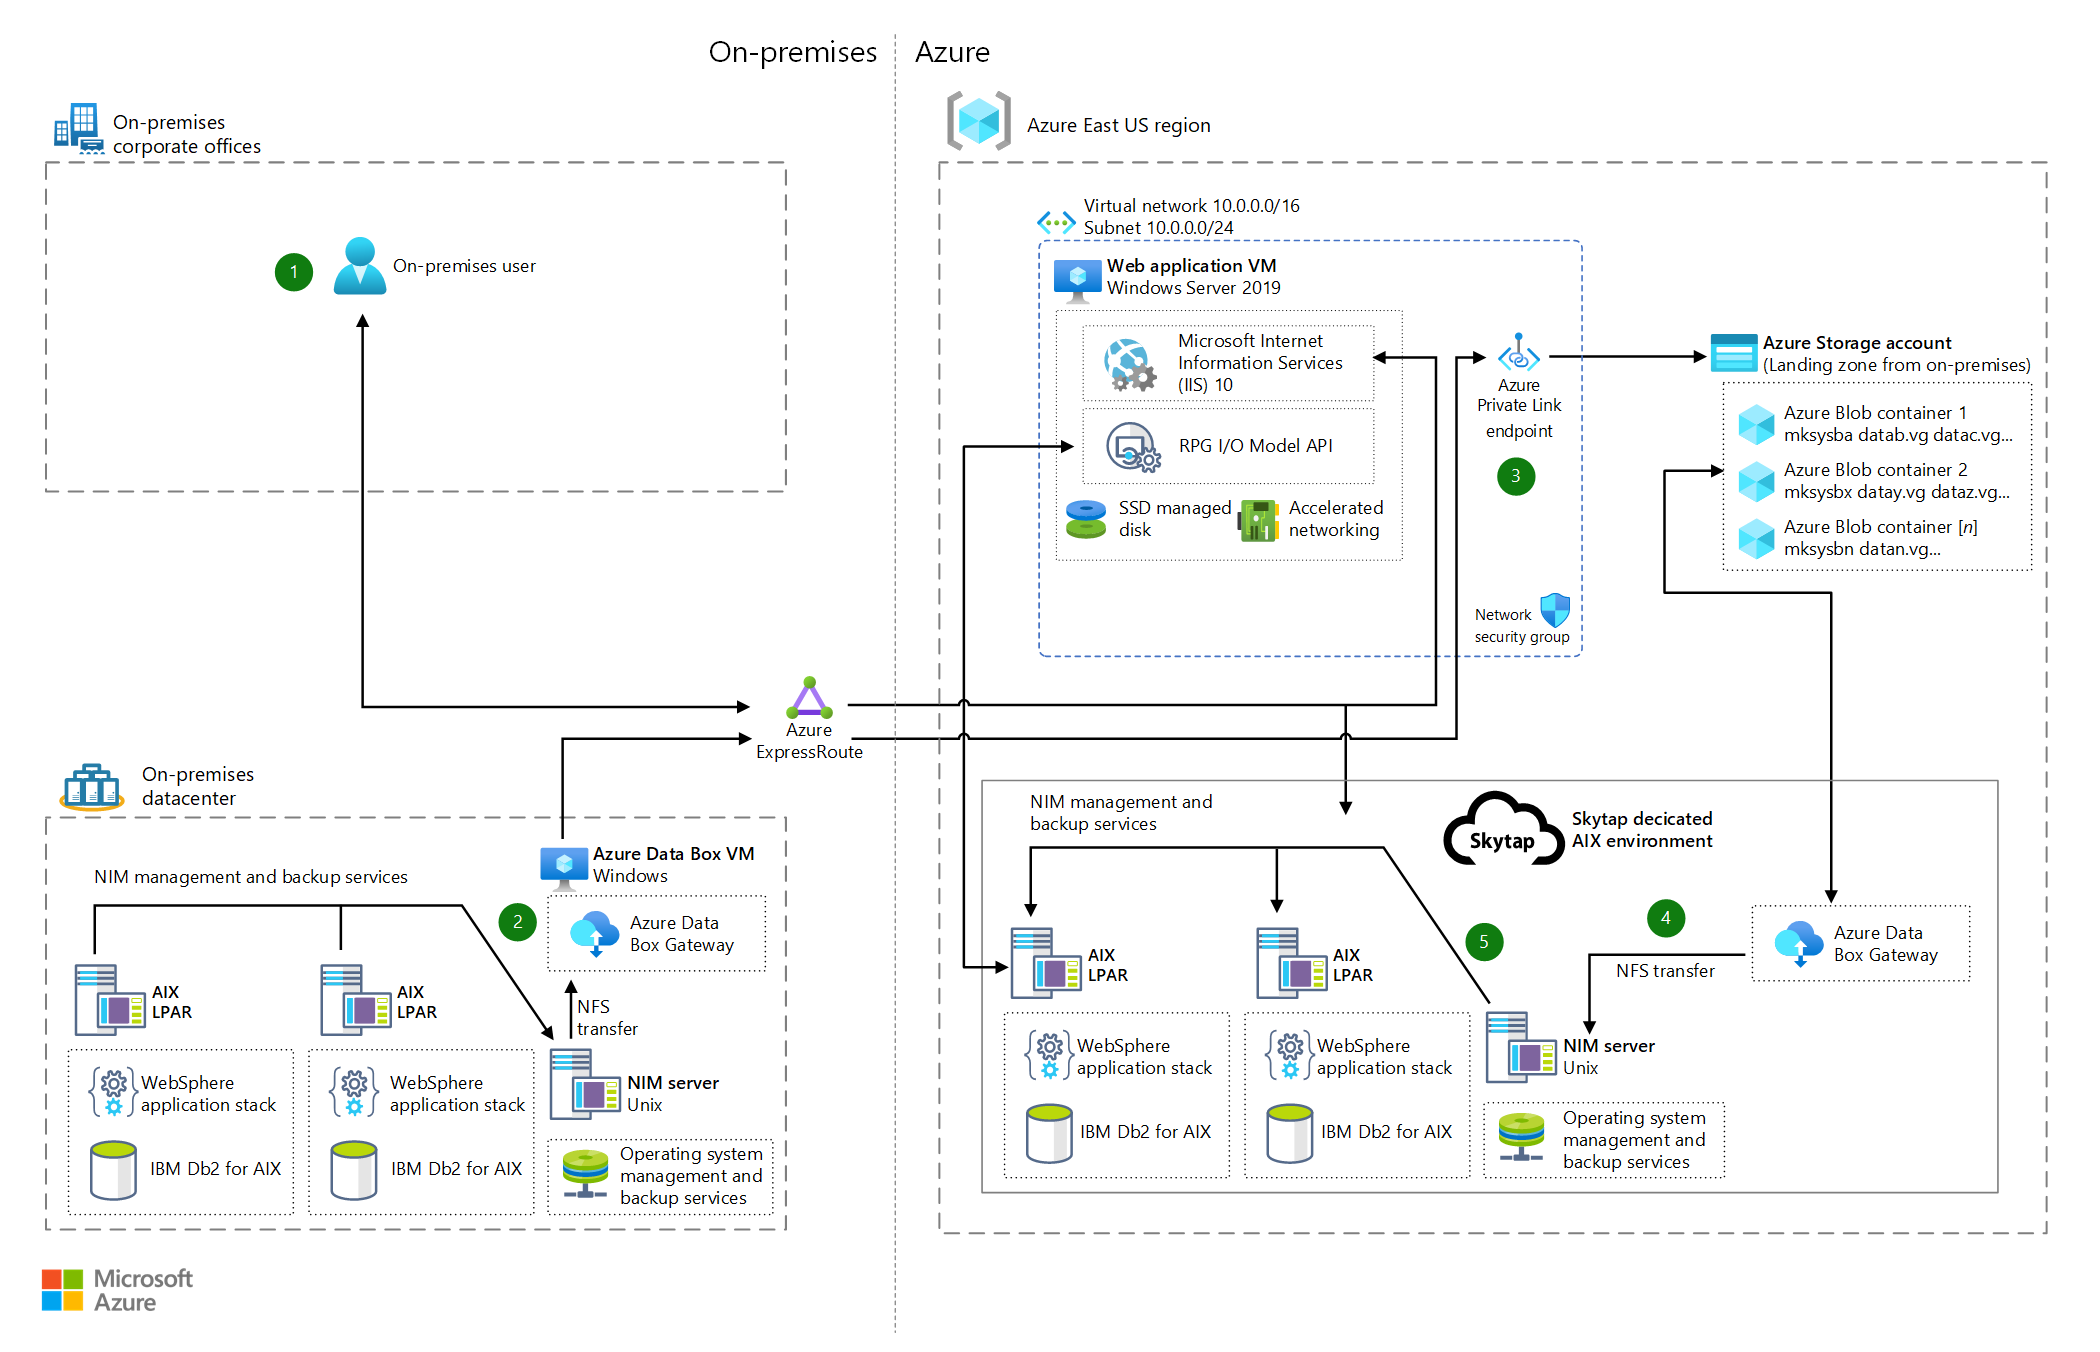 On-premises
Azure
On-premises
corporate offices
Azure East US region
1
On-premises user
Virtual network 10.0.0.0/16
Subnet 10.0.0.0/24
Web application VM
Windows Server 2019
Microsoft Internet
Information Services
(IIS) 10
RPG I/O Model API
SSD managed
disk
Accelerated
networking
Azure
Private Link
endpoint
3
Network
security group
Azure Storage account
(Landing zone from on-premises)
Azure Blob container 1
mksysba datab.vg datac.vg...
Azure Blob container 2
mksysbx datay.vg dataz.vg...
Azure Blob container [n]
mksysbn datan.vg...
Azure
ExpressRoute
On-premises
datacenter
NIM management and backup services
2
Azure Data Box VM
Windows
Azure Data
Box Gateway
NFS
transfer
AIX
LPAR
AIX
LPAR
WebSphere
application stack
IBM Db2 for AIX
WebSphere
application stack
IBM Db2 for AIX
NIM server
Unix
Operating system
management and
backup services
NIM management and
backup services
Skytap
Skytap decicated
AIX environment
4
5
Azure Data
Box Gateway
NFS transfer
AIX
LPAR
AIX
LPAR
WebSphere
application stack
IBM Db2 for AIX
WebSphere
application stack
IBM Db2 for AIX
NIM server
Unix
Operating system
management and
backup services
Microsoft
Azure